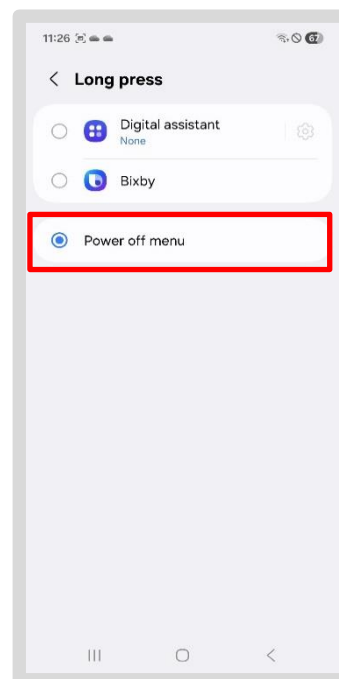 11:26
67
Long press
Digital assistant
None
Bixby
Power off menu